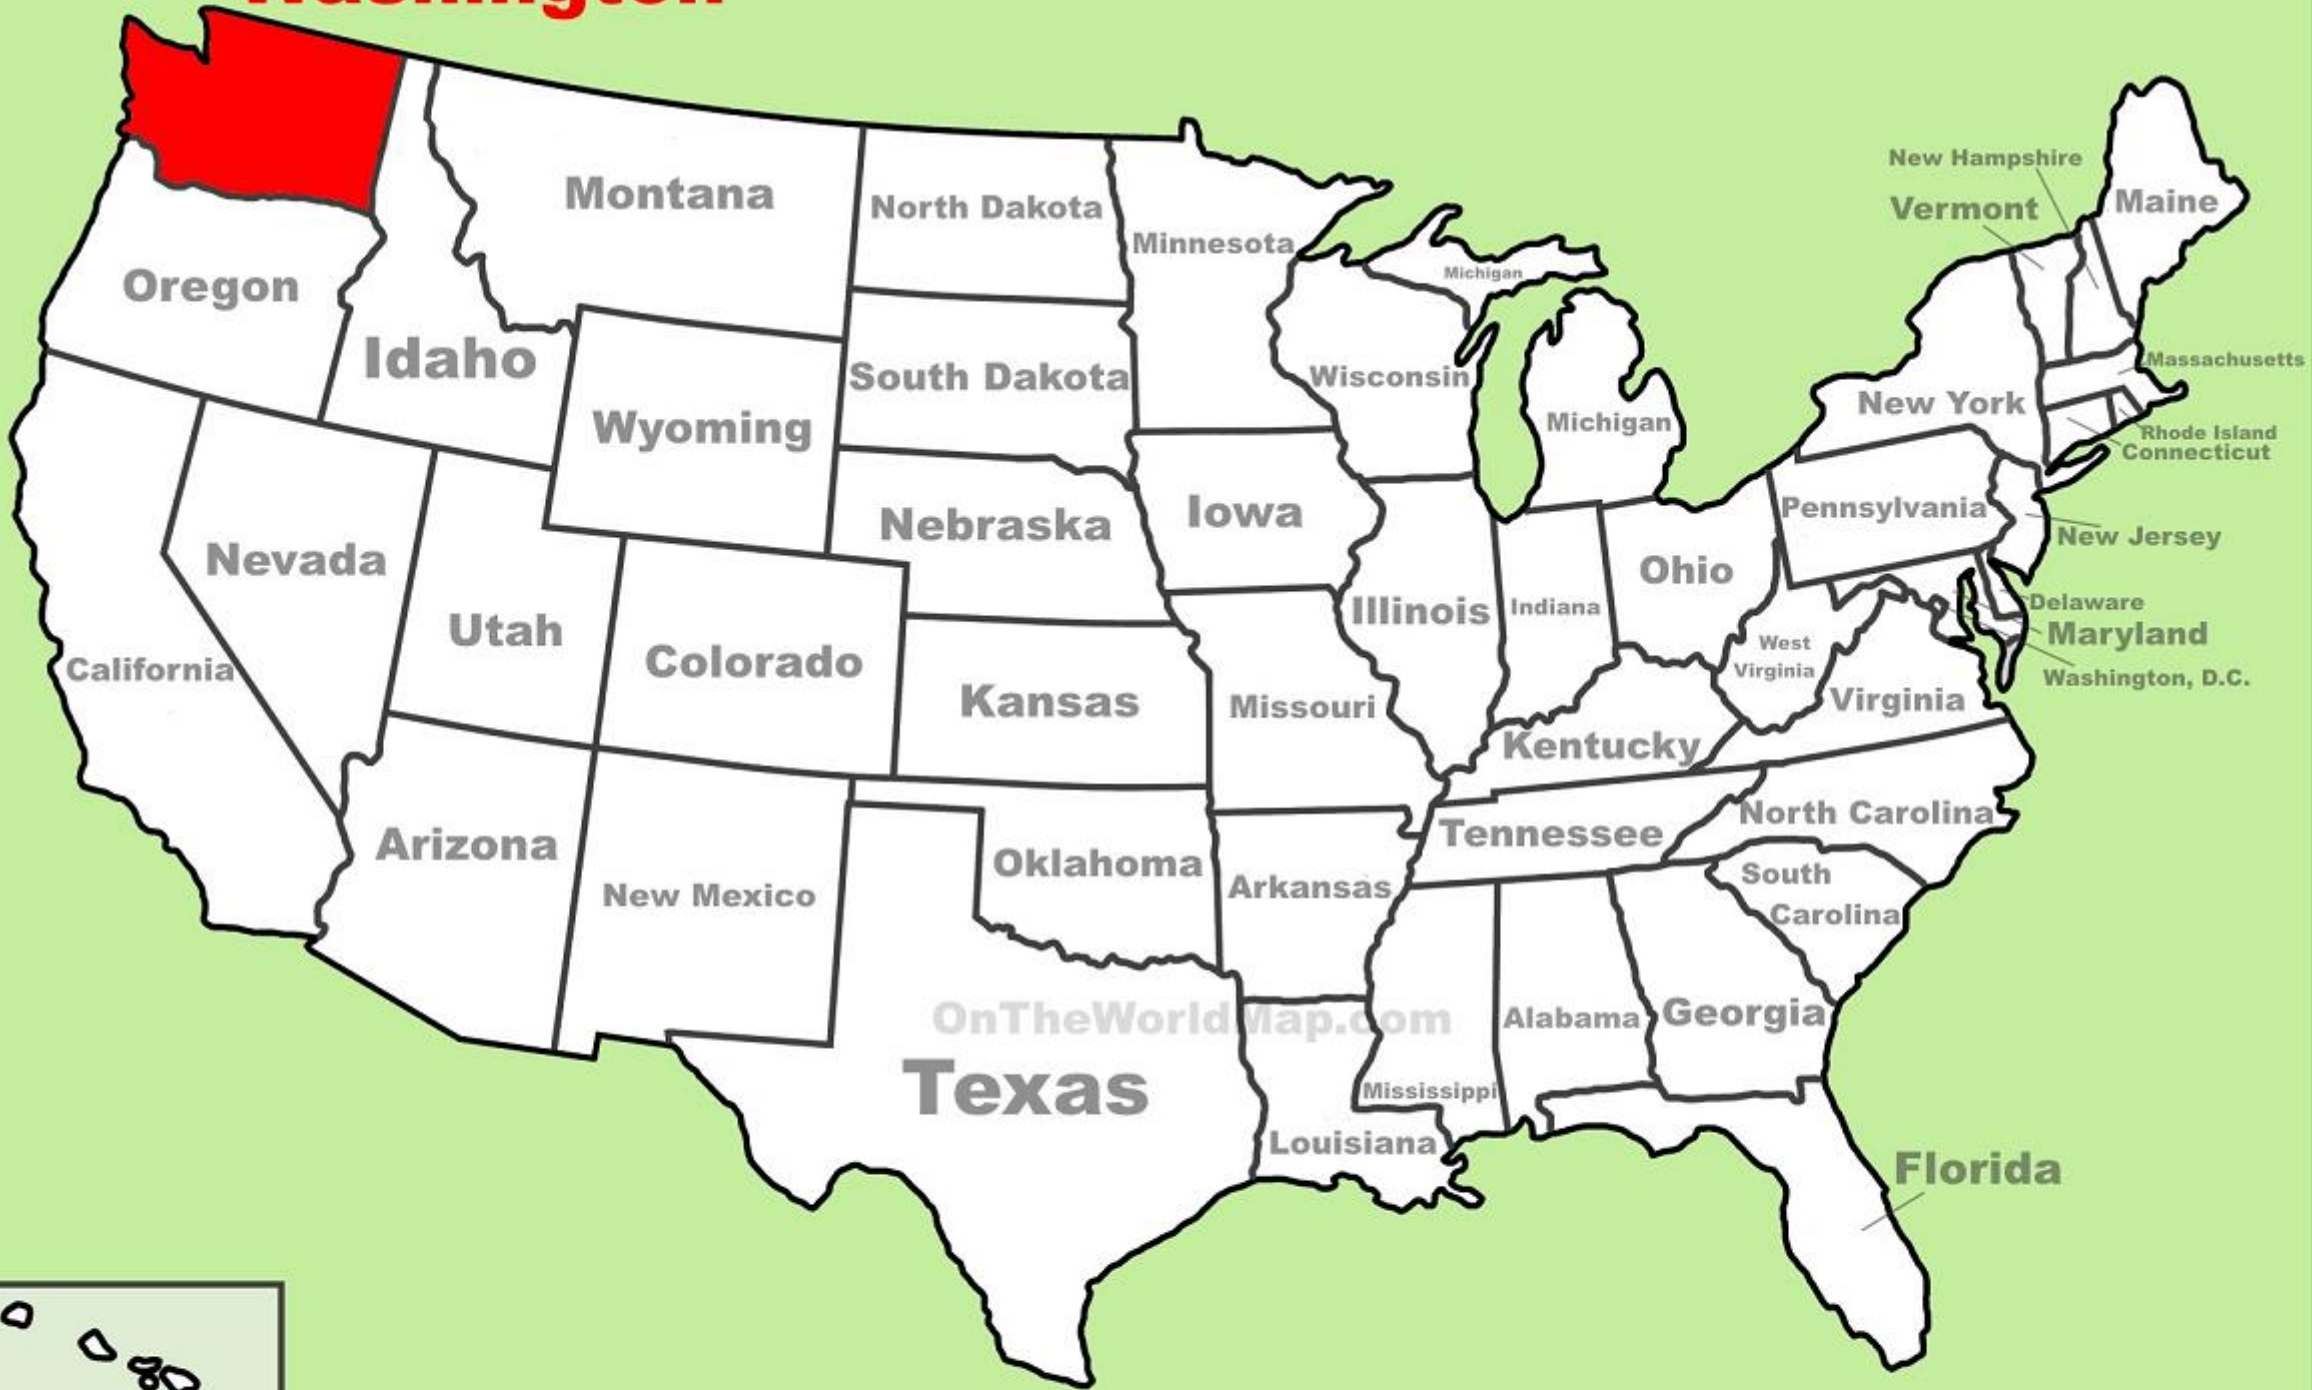 Washington
New Hampshire
Vermont
Maine
Montana
North Dakota
Minnesota
Michigan
Oregon
Idaho
South Dakota
Wisconsin
Massachusetts
Wyoming
Michigan
New York
Rhode Island
Connecticut
Nebraska
Iowa
Pennsylvania
New Jersey
Nevada
Ohio
Illinois
Indiana
Delaware
Utah
Maryland
West
Virginia
California
Colorado
Washington, D.C.
Kansas
Missouri
Virginia
Kentucky
North Carolina
Tennessee
Arizona
Oklahoma
Arkansas
South
Carolina
New Mexico
OnTheWorldMap.com
Alabama
Georgia
Texas
Mississippi
Louisiana
Florida